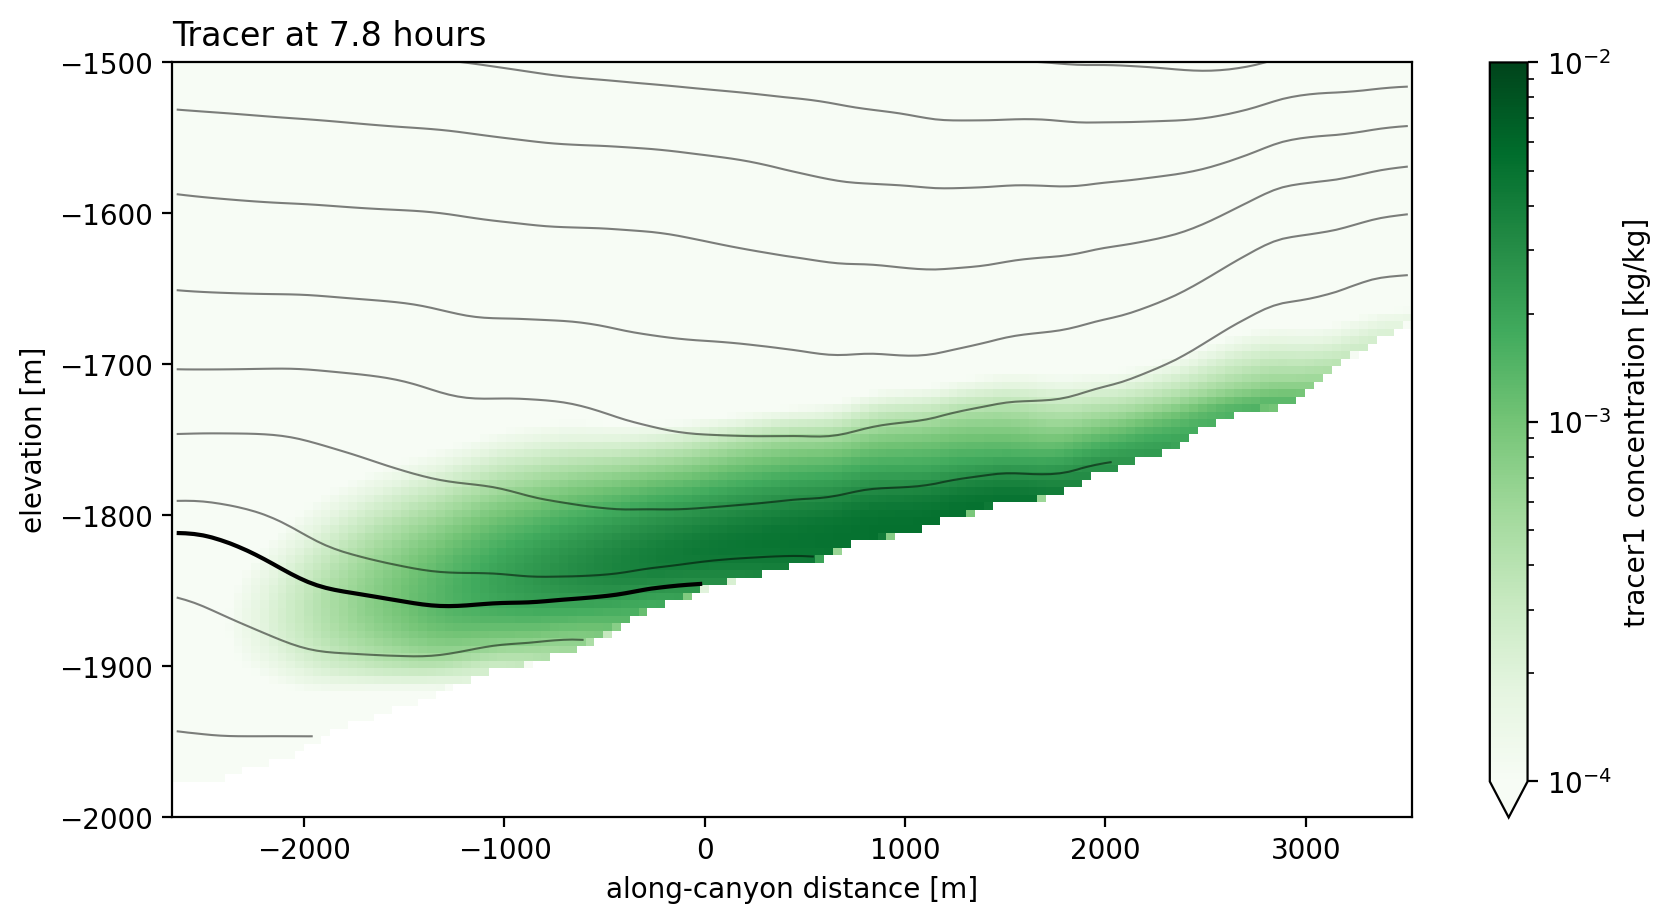 Tracer at 7.8 hours
−1500
−1600
−1700
−1800
−1900
−2000
elevation [m]
−2000 −1000 0 1000 2000 3000
along-canyon distance [m]
10⁻²
10⁻³
10⁻⁴
tracer1 concentration [kg/kg]